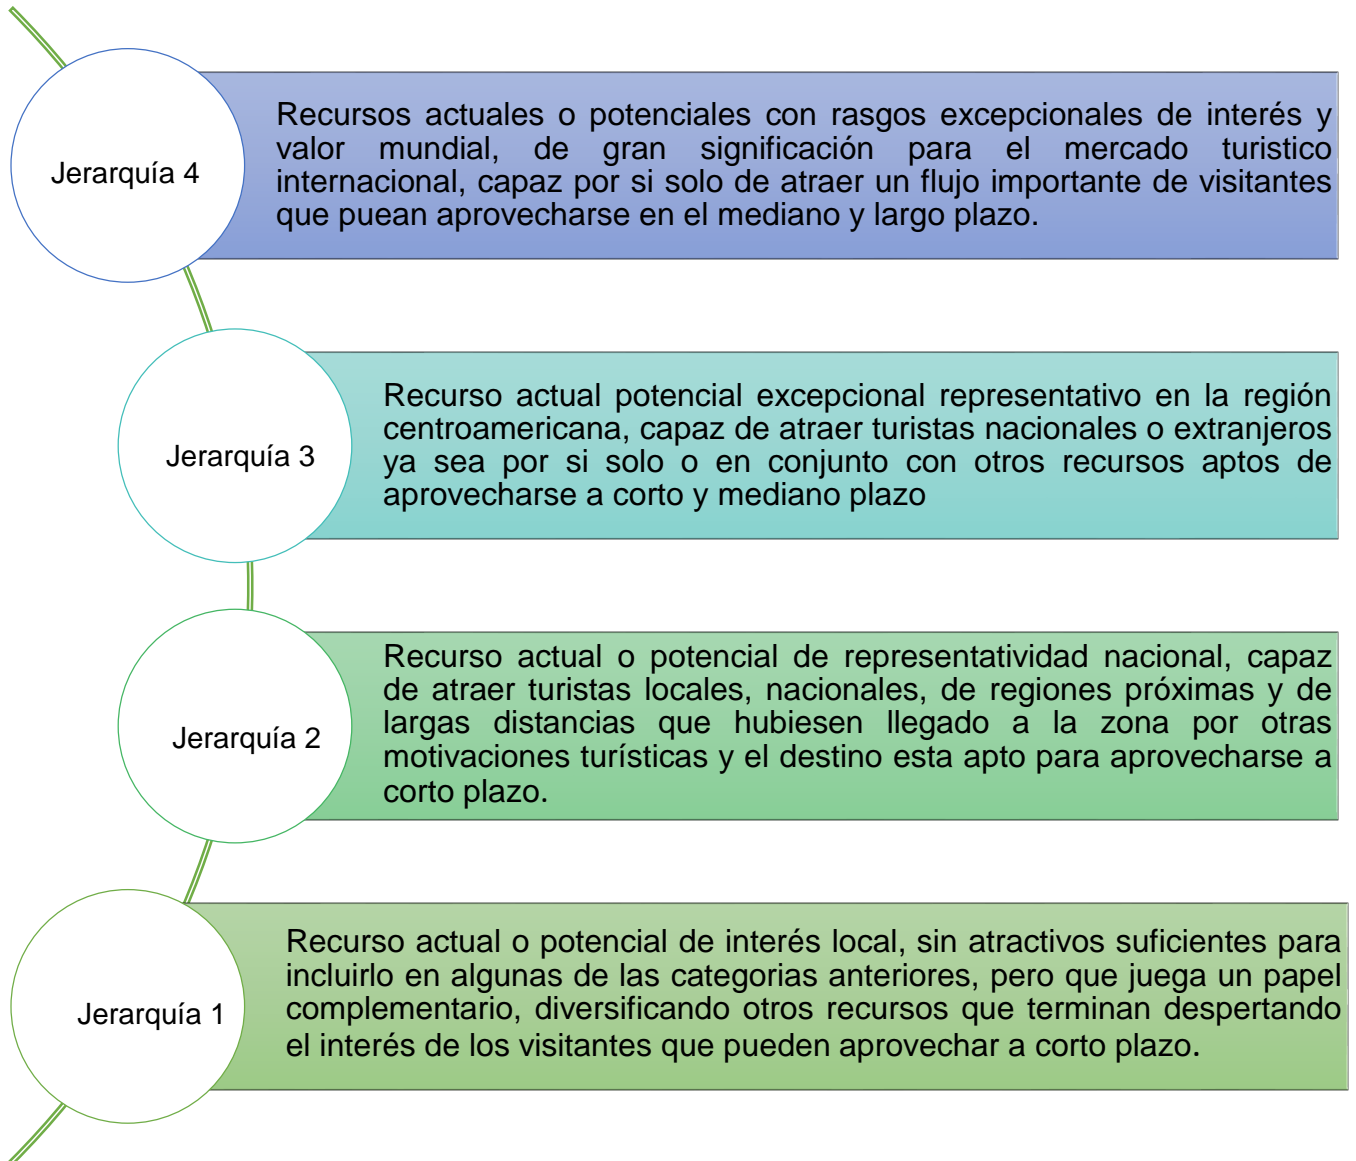 Jerarquía 4
Recursos actuales o potenciales con rasgos excepcionales de interés y
valor mundial, de gran significación para el mercado turistico
internacional, capaz por si solo de atraer un flujo importante de visitantes
que puean aprovecharse en el mediano y largo plazo.
Jerarquía 3
Recurso actual potencial excepcional representativo en la región
centroamericana, capaz de atraer turistas nacionales o extranjeros
ya sea por si solo o en conjunto con otros recursos aptos de
aprovecharse a corto y mediano plazo
Jerarquía 2
Recurso actual o potencial de representatividad nacional, capaz
de atraer turistas locales, nacionales, de regiones próximas y de
largas distancias que hubiesen llegado a la zona por otras
motivaciones turísticas y el destino esta apto para aprovecharse a
corto plazo.
Jerarquía 1
Recurso actual o potencial de interés local, sin atractivos suficientes para
incluirlo en algunas de las categorias anteriores, pero que juega un papel
complementario, diversificando otros recursos que terminan despertando
el interés de los visitantes que pueden aprovechar a corto plazo.